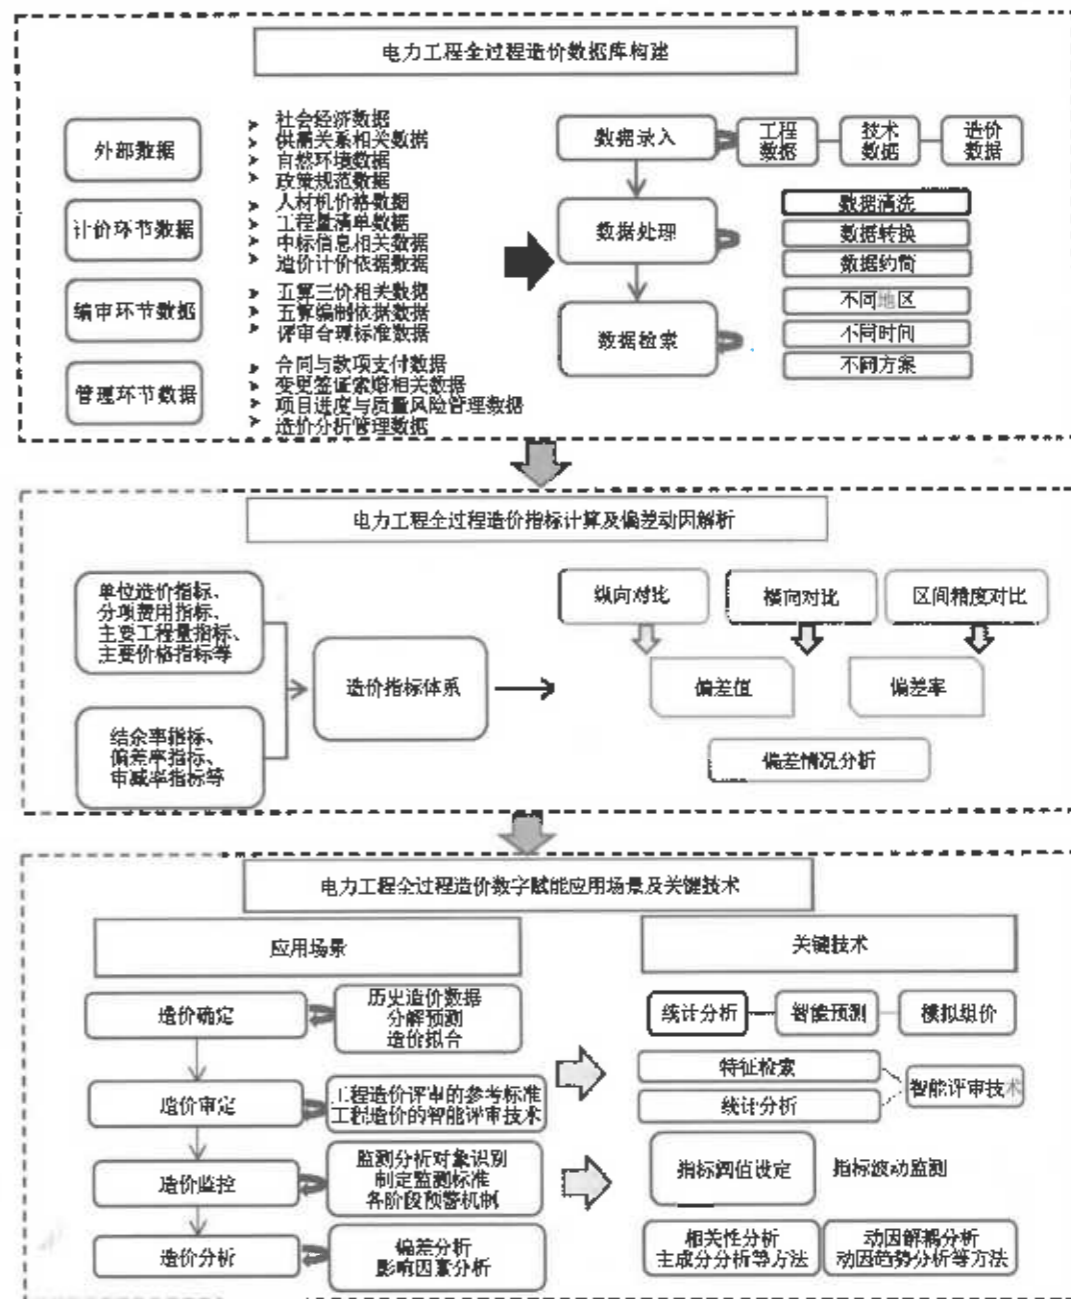 电力工程全过程造价数据库构建
外部数据
社会经济数据
供需关系相关数据
自然环境数据
政策规范数据
计价环节数据
人材机价格数据
工程量清单数据
中标信息相关数据
造价计价依据数据
编审环节数据
五算三价相关数据
五算编制依据数据
评审合理标准数据
管理环节数据
合同与款项支付数据
变更签证索赔相关数据
项目进度与质量风险管理数据
造价分析管理数据
数据录入
工程
数据
技术
数据
造价
数据
数据处理
数据清洗
数据转换
数据约简
数据检索
不同地区
不同时间
不同方案
电力工程全过程造价指标计算及偏差动因解析
单位造价指标、
分项费用指标、
主要工程量指标、
主要价格指标等
结余率指标、
偏差率指标、
审减率指标等
造价指标体系
纵向对比
横向对比
区间精度对比
偏差值
偏差率
偏差情况分析
电力工程全过程造价数字赋能应用场景及关键技术
应用场景
关键技术
造价确定
历史造价数据
分解预测
造价拟合
统计分析
智能预测
模拟组价
造价审定
工程造价评审的参考标准
工程造价的智能评审技术
特征检索
统计分析
智能评审技术
造价监控
监测分析对象识别
制定监测标准
各阶段预警机制
指标阈值设定
指标波动监测
造价分析
偏差分析
影响因素分析
相关性分析
主成分分析等方法
动因解耦分析
动因趋势分析等方法